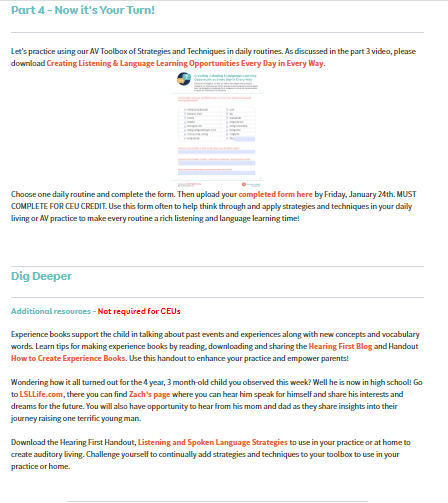 Part 4 - Now it's Your Turn!
Let's practice using our AV Toolbox of Strategies and Techniques in daily routines. As discussed in the part 3 video, please
download Creating Listening & Language Learning Opportunities Every Day in Every Way.
Choose one daily routine and complete the form. Then upload your completed form here by Friday, January 24th. MUST
COMPLETE FOR CEU CREDIT. Use this form often to help think through and apply strategies and techniques in your daily
living or AV practice to make every routine a rich listening and language learning time!
Dig Deeper
Additional resources - Not required for CEUs
Experience books support the child in talking about past events and experiences along with new concepts and vocabulary
words. Learn tips for making experience books by reading, downloading and sharing the Hearing First Blog and Handout
How to Create Experience Books. Use this handout to enhance your practice and empower parents!
Wondering how it all turned out for the 4 year, 3 month-old child you observed this week? Well he is now in high school! Go
to LSLLife.com, there you can find Zach's page where you can hear him speak for himself and share his interests and
dreams for the future. You will also have opportunity to hear from his mom and dad as they share insights into their
journey raising one terrific young man.
Download the Hearing First Handout, Listening and Spoken Language Strategies to use in your practice or at home to
create auditory living. Challenge yourself to continually add strategies and techniques to your toolbox to use in your
practice or home.